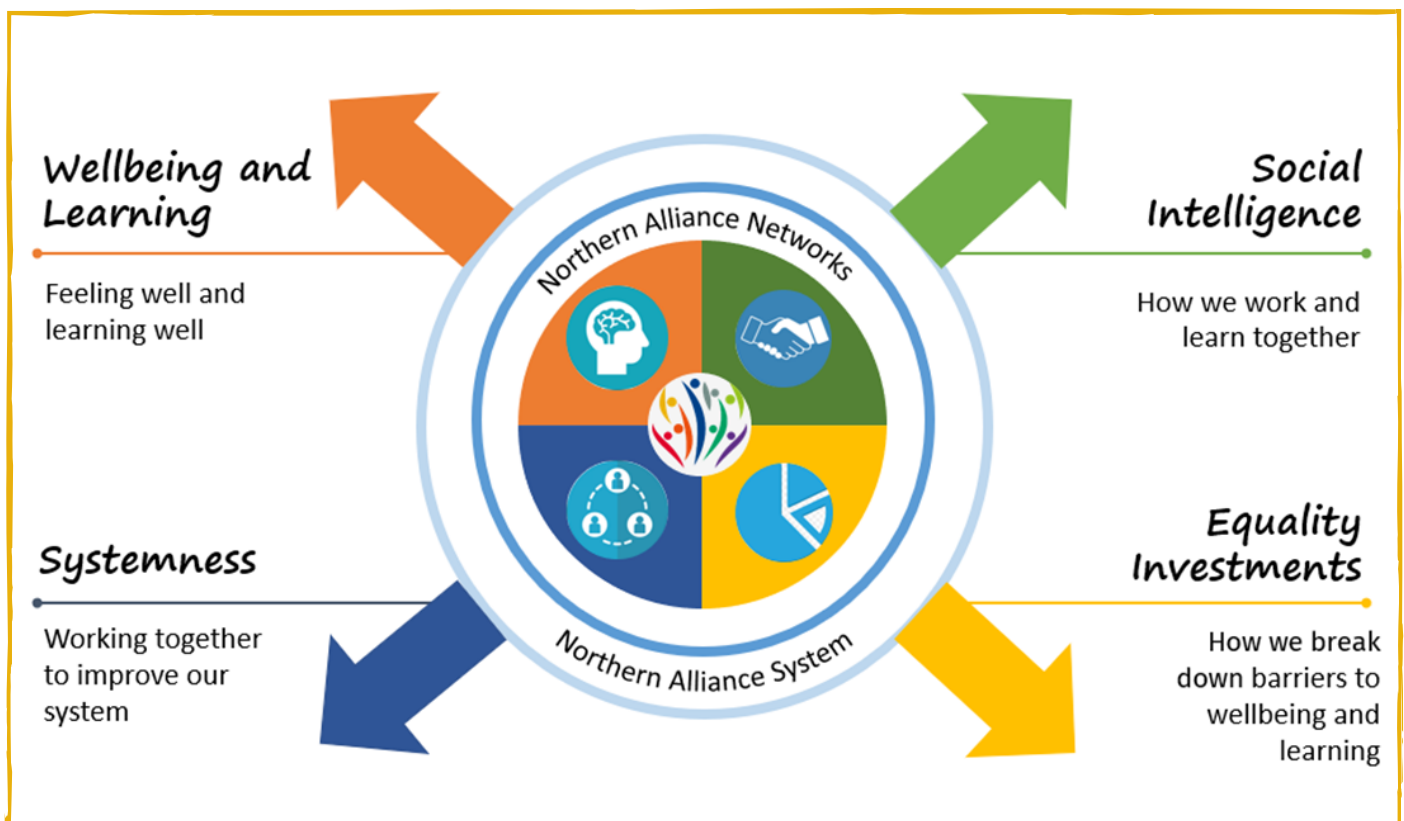 Wellbeing and
Learning
Feeling well and
learning well
Social
Intelligence
How we work and
learn together
Northern Alliance Networks
Northern Alliance System
Systemness
Working together
to improve our
system
Equality
Investments
How we break
down barriers to
wellbeing and
learning